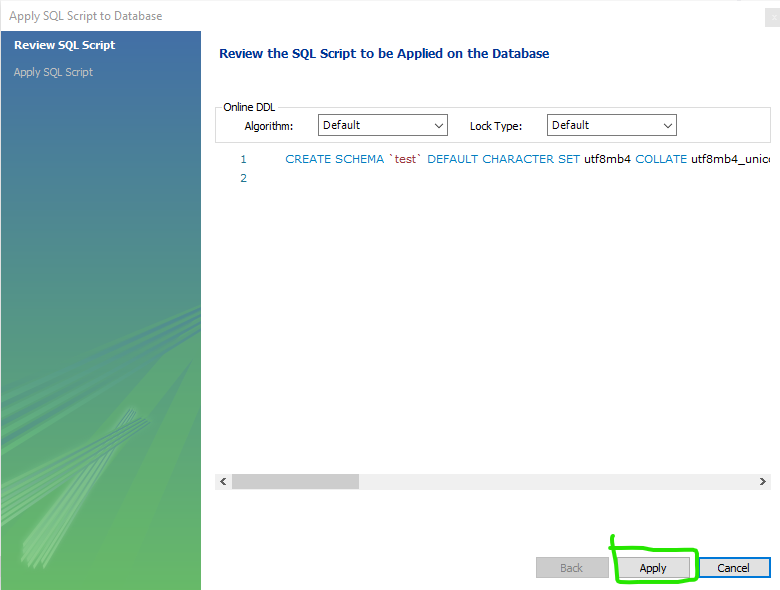 Apply SQL Script to Database
Review SQL Script
Apply SQL Script
Review the SQL Script to be Applied on the Database
Online DDL
Algorithm: Default Lock Type: Default
1 CREATE SCHEMA `test` DEFAULT CHARACTER SET utf8mb4 COLLATE utf8mb4_unic
2
Back Apply Cancel